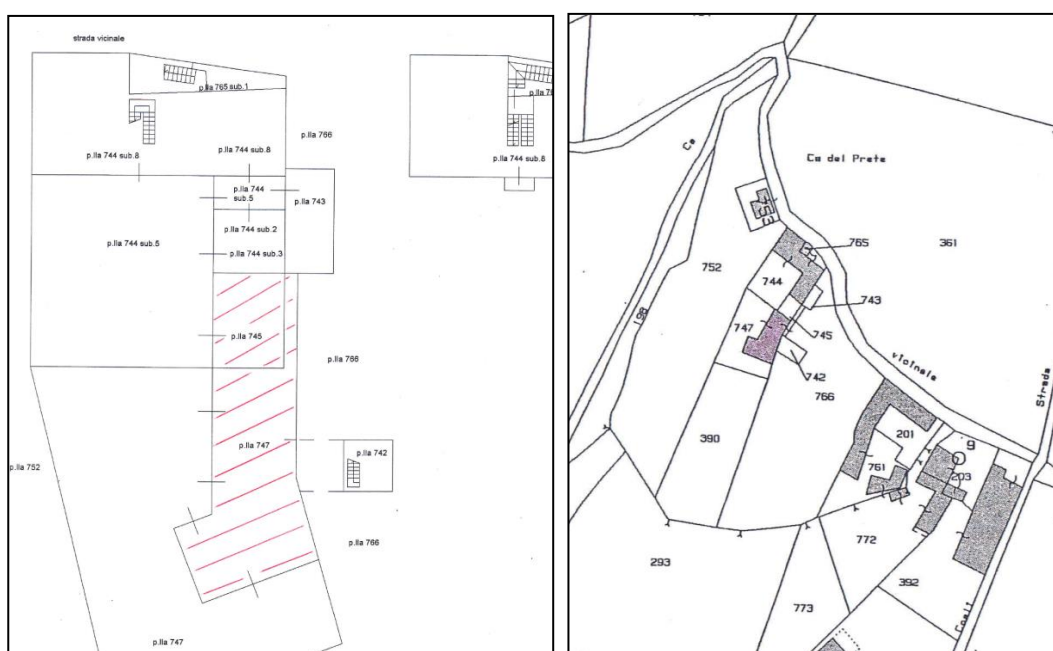 strada vicinale
p.lla 765 sub.1
p.lla 766
p.lla 744 sub.8
p.lla 744 sub.8
p.lla 744
sub.5
p.lla 743
p.lla 744 sub.2
p.lla 744 sub.5
p.lla 744 sub.3
p.lla 745
p.lla 766
p.lla 747
p.lla 742
p.lla 752
p.lla 766
p.lla 747
p.lla 744 sub.8
Ca
Ca del Prete
753
765
361
752
744
743
198
747
745
742
vicinale
766
Strada
390
201
9
761
203
293
772
392
773